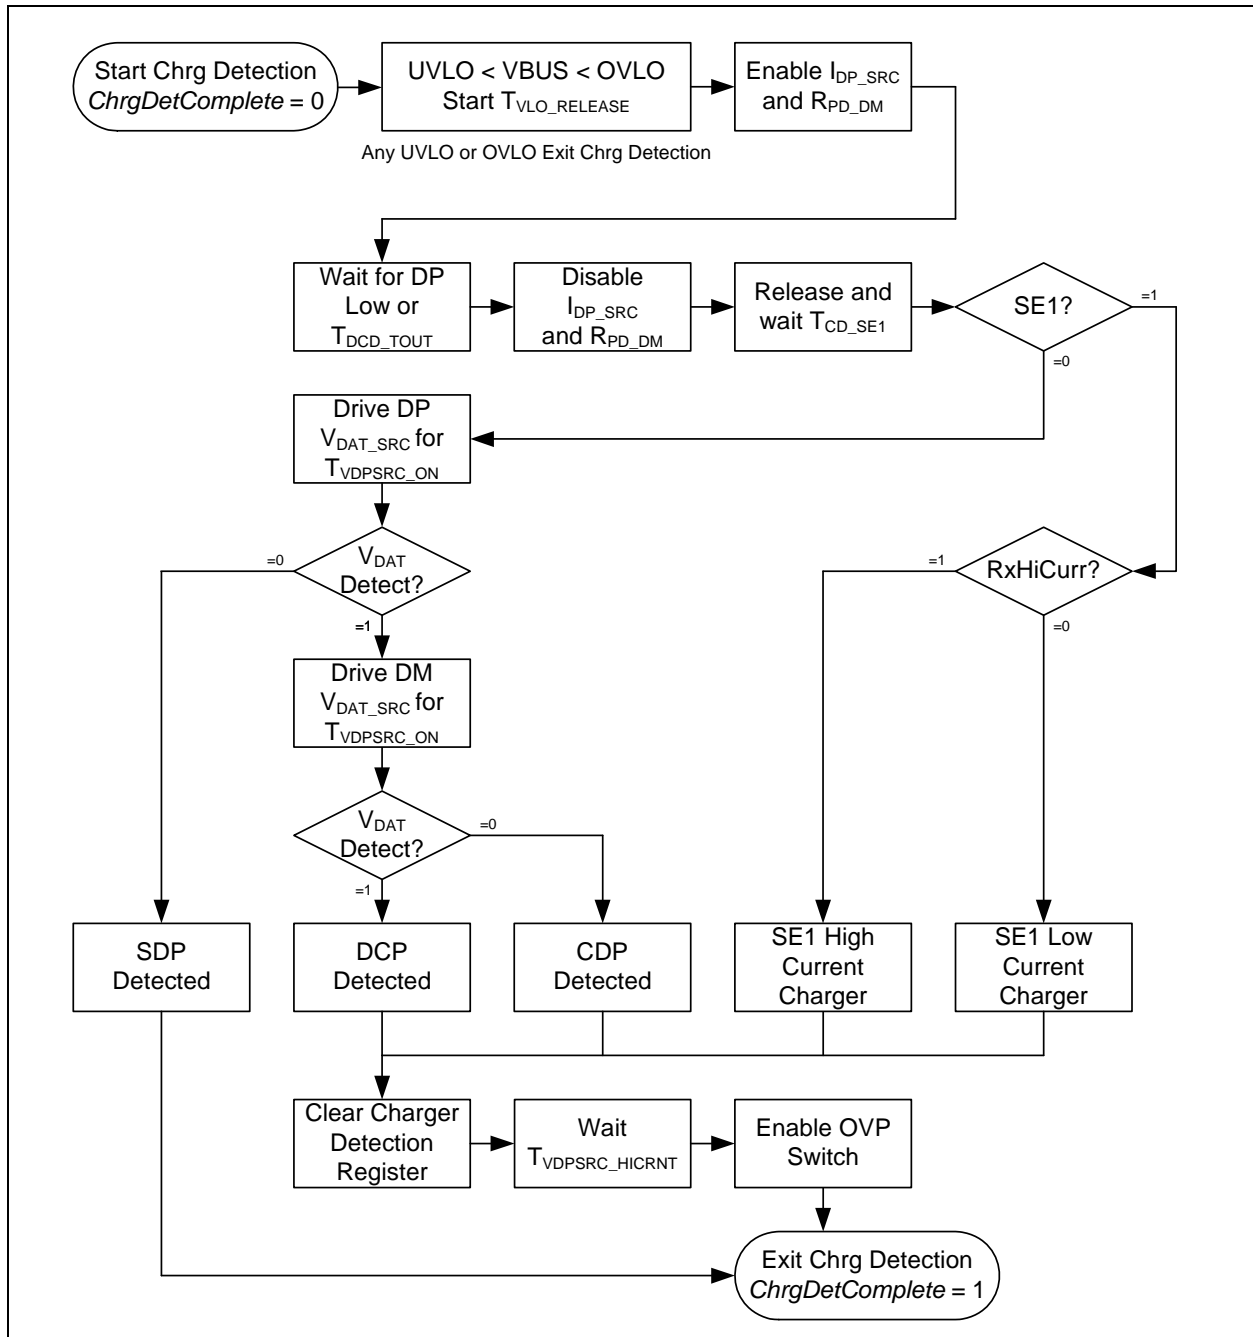 Start Chrg Detection
ChrgDetComplete = 0
UVLO < VBUS < OVLO
Start TVLO_RELEASE
Enable IDP_SRC
and RPD_DM
Any UVLO or OVLO Exit Chrg Detection
Wait for DP
Low or
TDCD_TOUT
Disable
IDP_SRC
and RPD_DM
Release and
wait TCD_SE1
SE1?
=1
=0
Drive DP
VDAT_SRC for
TVDPSRC_ON
VDAT
Detect?
=0
=1
RxHiCurr?
=1
=0
Drive DM
VDAT_SRC for
TVDPSRC_ON
VDAT
Detect?
=0
=1
SDP
Detected
DCP
Detected
CDP
Detected
SE1 High
Current
Charger
SE1 Low
Current
Charger
Clear Charger
Detection
Register
Wait
TVDPSRC_HICRNT
Enable OVP
Switch
Exit Chrg Detection
ChrgDetComplete = 1